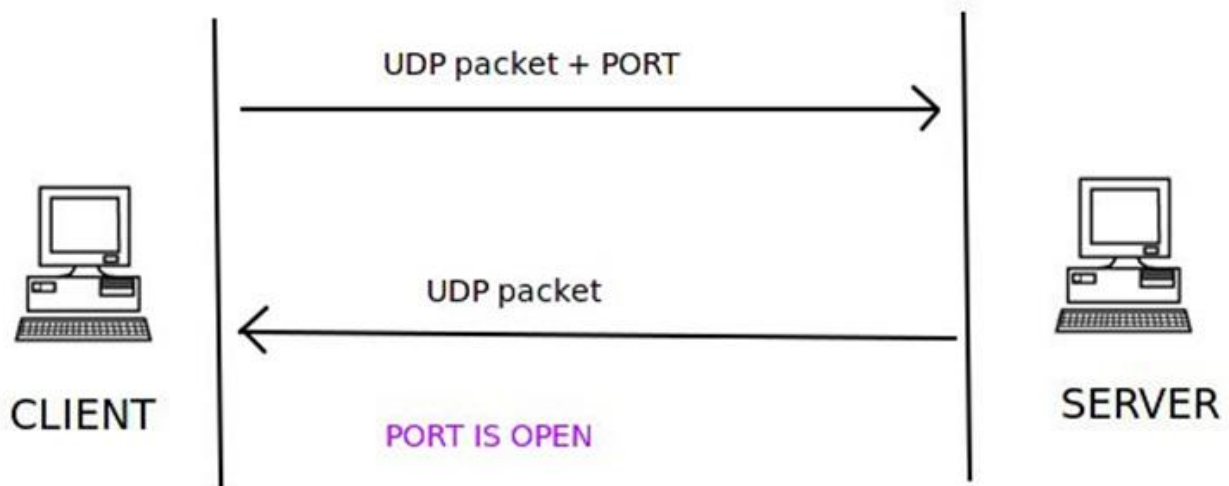 UDP packet + PORT
UDP packet
CLIENT
SERVER
PORT IS OPEN